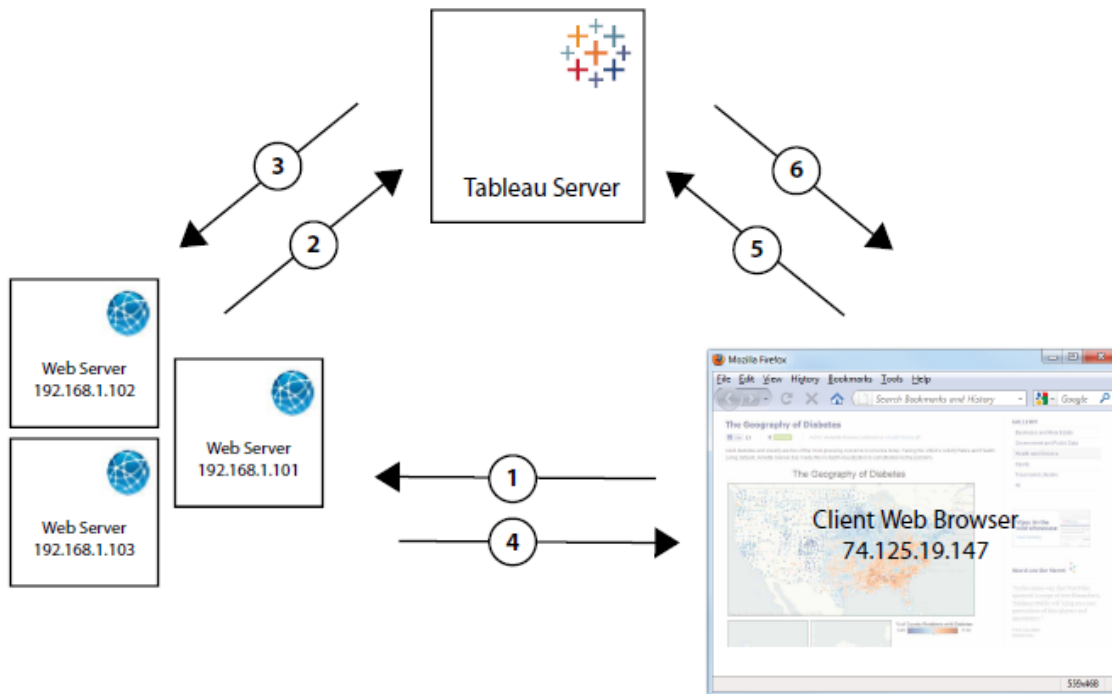 3
2
Tableau Server
6
5
Web Server
192.168.1.102
Web Server
192.168.1.101
Web Server
192.168.1.103
1
4
Mozilla Firefox
File Edit View History Bookmarks Tools Help
Search Bookmarks and History
Google
The Geography of Diabetes
The Geography of Diabetes
Client Web Browser
74.125.19.147